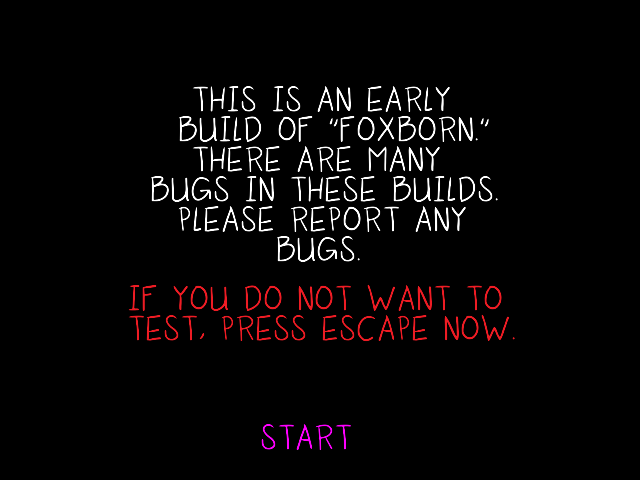 THIS IS AN EARLY
BUILD OF "FOXBORN."
THERE ARE MANY
BUGS IN THESE BUILDS.
PLEASE REPORT ANY
BUGS.
IF YOU DO NOT WANT TO
TEST, PRESS ESCAPE NOW.
START